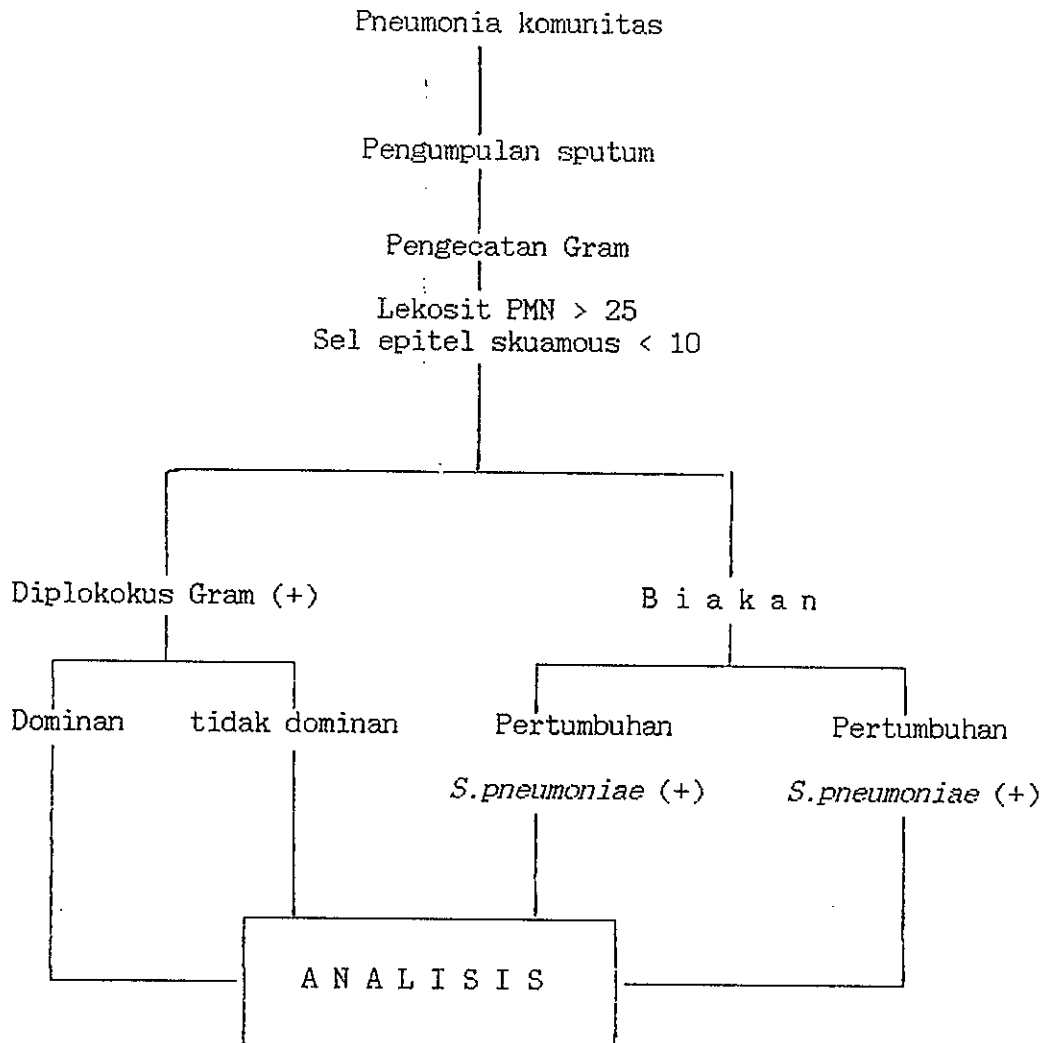 Pneumonia komunitas
Pengumpulan sputum
Pengecatan Gram
Lekosit PMN > 25
Sel epitel skuamous < 10
Diplokokus Gram (+)
B i a k a n
Dominan
tidak dominan
Pertumbuhan
S.pneumoniae (+)
Pertumbuhan
S.pneumoniae (+)
A N A L I S I S